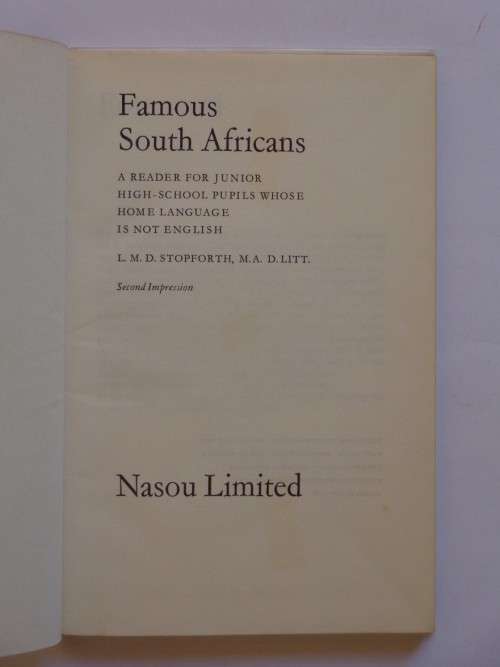 Famous
South Africans
A READER FOR JUNIOR
HIGH-SCHOOL PUPILS WHOSE
HOME LANGUAGE
IS NOT ENGLISH
L. M. D. STOPFORTH, M.A. D.LITT.
Second Impression
Nasou Limited